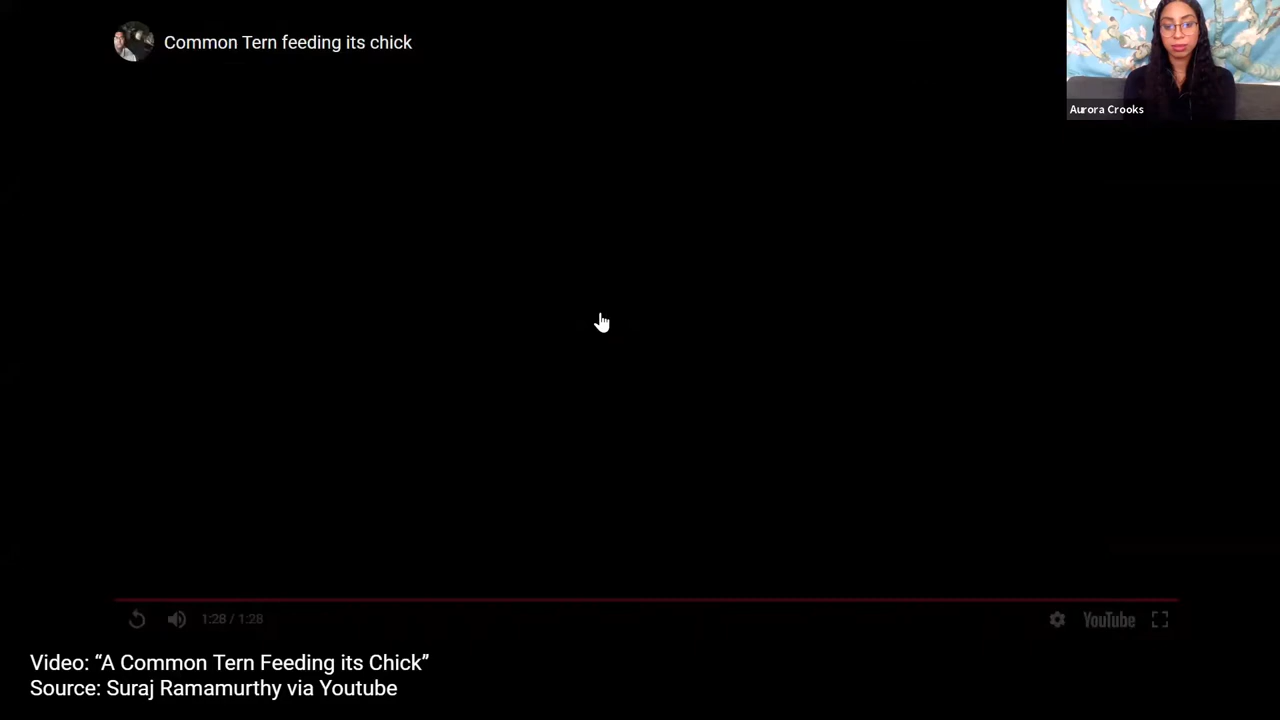 Common Tern feeding its chick
Aurora Crooks
1:28 / 1:28
YouTube
Video: “A Common Tern Feeding its Chick”
Source: Suraj Ramamurthy via Youtube